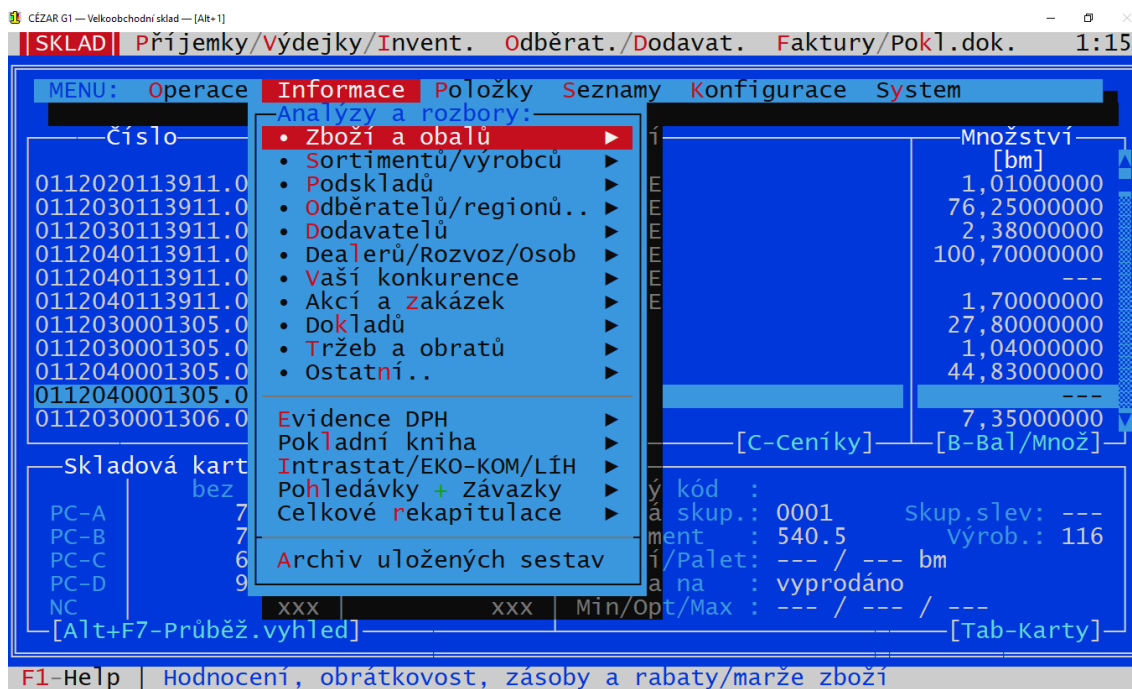 CÉZAR G1 — Velkoobchodní sklad — [Alt+1]
SKLAD Příjemky/Výdejky/Invent. Odběrat./Dodavat. Faktury/Pokl.dok. 1:15
MENU: Operace Informace Položky Seznamy Konfigurace System
Analýzy a rozbory:
Číslo • Zboží a obalů ► í Množství
• Sortimentů/výrobců ► [bm]
0112020113911.0 • Podskladů ► E 1,01000000
0112030113911.0 • Odběratelů/regionů.. ► E 76,25000000
0112030113911.0 • Dodavatelů ► E 2,38000000
0112040113911.0 • Dealerů/Rozvoz/Osob ► E 100,70000000
0112040113911.0 • Vaší konkurence ► E ---
0112040113911.0 • Akcí a zakázek ► E 1,70000000
0112030001305.0 • Dokladů ► 27,80000000
0112030001305.0 • Tržeb a obratů ► 1,04000000
0112040001305.0 • Ostatní.. ► 44,83000000
0112040001305.0 ---
0112030001306.0 Evidence DPH ► 7,35000000
Pokladní kniha ► [C-Ceníky] [B-Bal/Množ]
Skladová kart Intrastat/EKO-KOM/LÍH ►
bez Pohledávky + Závazky ► ý kód :
PC-A 7 Celkové rekapitulace ► á skup.: 0001 Skup.slev: ---
PC-B 7 ment : 540.5 Výrob.: 116
PC-C 6 Archiv uložených sestav í/Palet: --- / --- bm
PC-D 9 a na : vyprodáno
NC xxx | xxx | Min/Opt/Max : --- / --- / ---
[Alt+F7-Průběž.vyhled] [Tab-Karty]
F1-Help | Hodnocení, obrátkovost, zásoby a rabaty/marže zboží